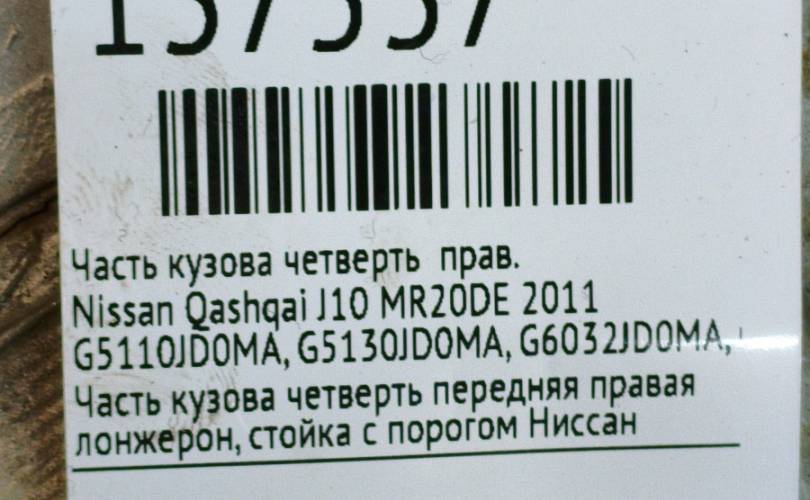 137337
Часть кузова четверть прав.
Nissan Qashqai J10 MR20DE 2011
G5110JD0MA, G5130JD0MA, G6032JD0MA,
Часть кузова четверть передняя правая
лонжерон, стойка с порогом Ниссан